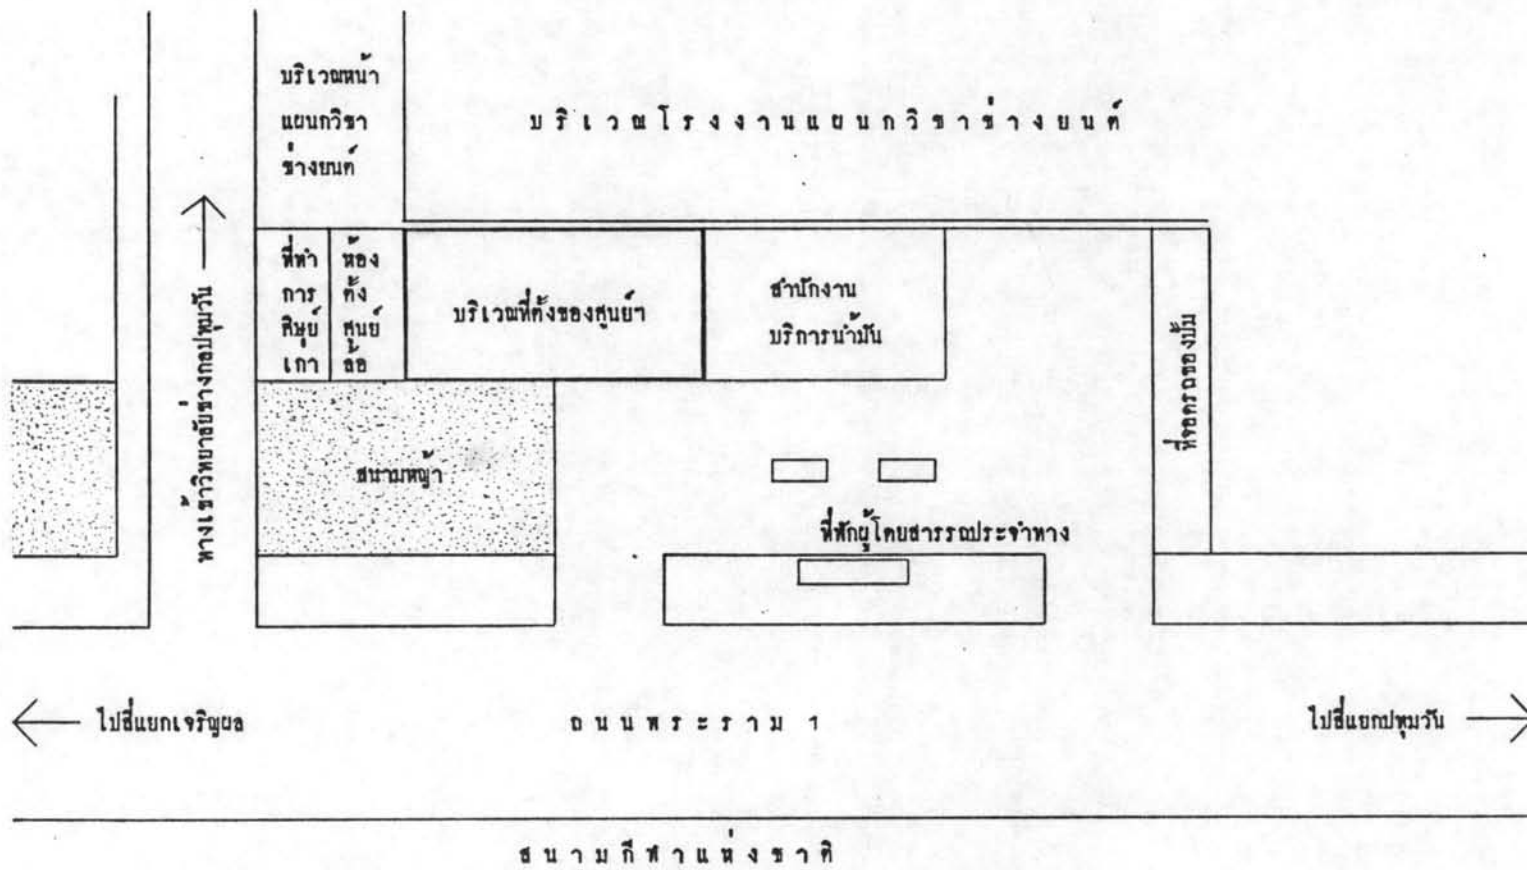 บริเวณหน้า
แผนกวิชา
ช่างยนต์
บริเวณโรงงานแผนกวิชาช่างยนต์
ทางเข้าวิทยาลัยช่างกลปทุมวัน
ที่ทำ
การ
ศิษย์
เกา
ห้อง
ตั้ง
ศูนย์
ล้อ
บริเวณที่ตั้งของศูนย์ฯ
สำนักงาน
บริการน้ำมัน
ที่จอดรถของปั้ม
สนามหญ้า
ที่พักผู้โดยสารรถประจำทาง
ไปสี่แยกเจริญผล
ถนนพระราม ๑
ไปสี่แยกปทุมวัน
สนามกีฬาแห่งชาติ